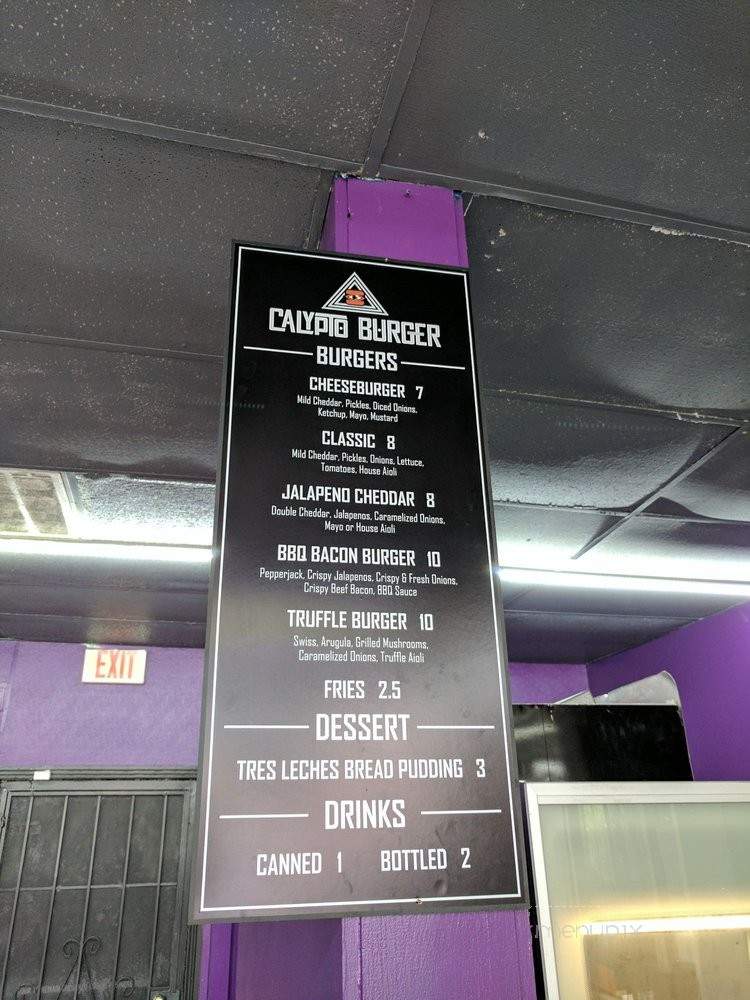 CALYPTO BURGER
BURGERS
CHEESEBURGER 7
Mild Cheddar, Pickles, Diced Onions,
Ketchup, Mayo, Mustard
CLASSIC 8
Mild Cheddar, Pickles, Onions, Lettuce,
Tomatoes, House Aioli
JALAPENO CHEDDAR 8
Double Cheddar, Jalapenos, Caramelized Onions,
Mayo or House Aioli
BBQ BACON BURGER 10
Pepperjack, Crispy Jalapenos, Crispy & Fresh Onions,
Crispy Beef Bacon, BBQ Sauce
TRUFFLE BURGER 10
Swiss, Arugula, Grilled Mushrooms,
Caramelized Onions, Truffle Aioli
EXIT
FRIES 2.5
DESSERT
TRES LECHES BREAD PUDDING 3
DRINKS
CANNED 1 BOTTLED 2
menupix